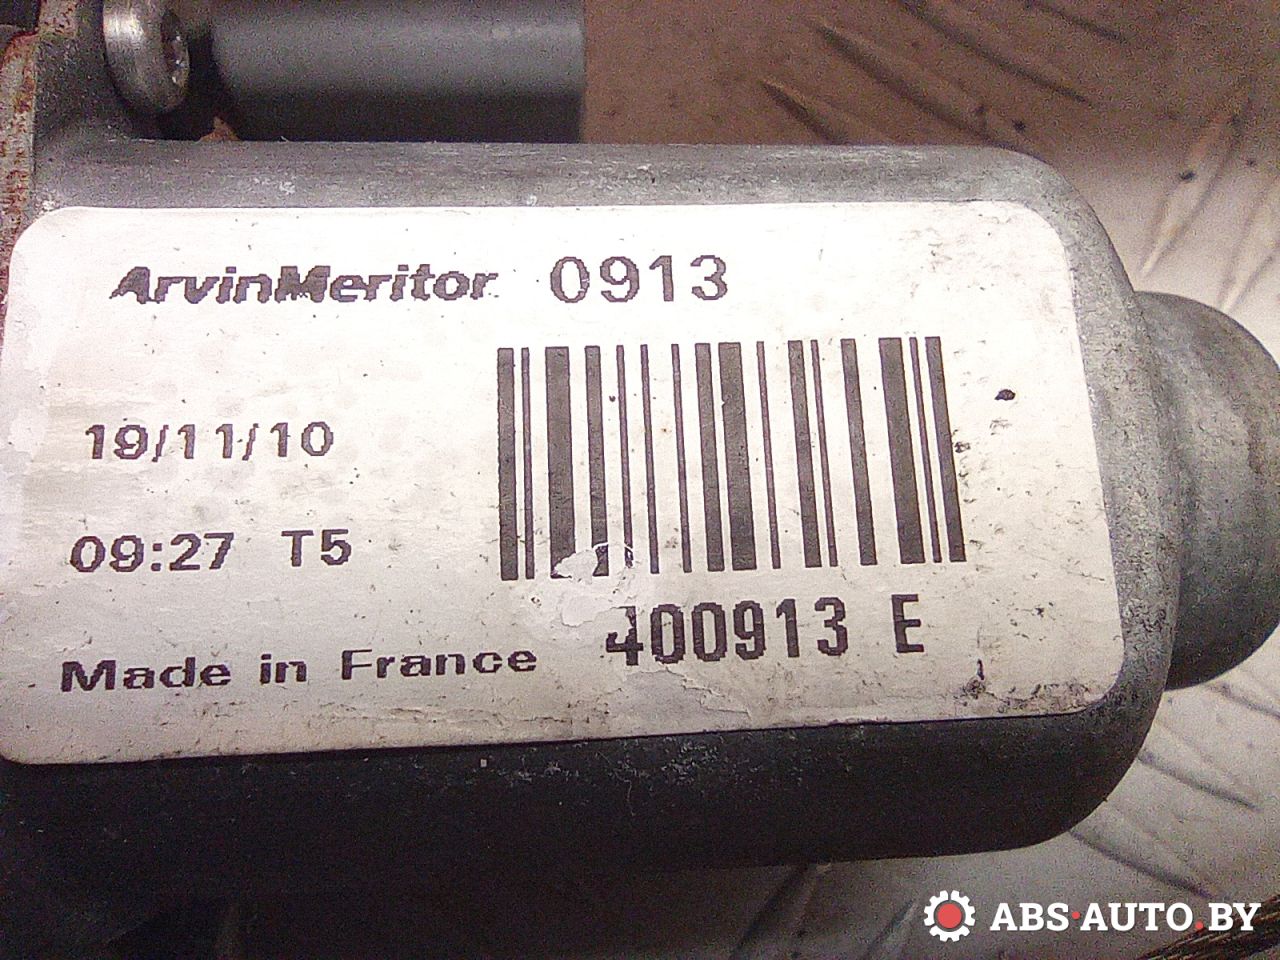 ArvinMeritor 0913
19/11/10
09:27 T5
400913 E
Made in France
ABS·AUTO.BY